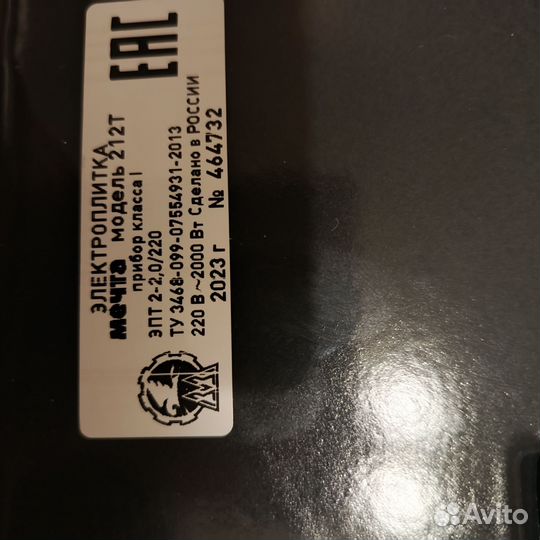 ЭЛЕКТРОПЛИТКА
мечта модель 212Т
прибор класса I
ЭПТ 2-2,0/220
ТУ 3468-099-07554931-2013
220 В ~2000 Вт Сделано в РОССИИ
2023 г № 464732
ЕАС
Avito